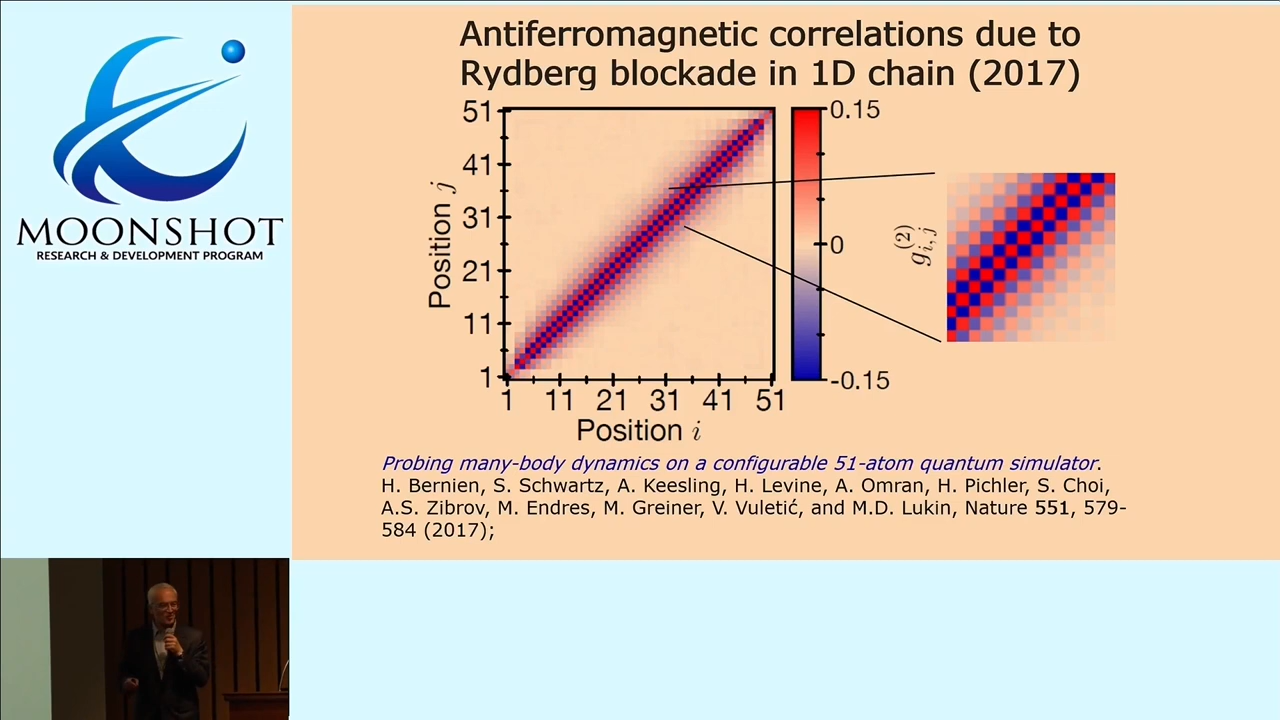 MOONSHOT
RESEARCH & DEVELOPMENT PROGRAM
Antiferromagnetic correlations due to
Rydberg blockade in 1D chain (2017)
51
41
31
21
11
1
Position j
1 11 21 31 41 51
Position i
0.15
0
-0.15
g^{(2)}_{i,j}
Probing many-body dynamics on a configurable 51-atom quantum simulator.
H. Bernien, S. Schwartz, A. Keesling, H. Levine, A. Omran, H. Pichler, S. Choi,
A.S. Zibrov, M. Endres, M. Greiner, V. Vuletić, and M.D. Lukin, Nature 551, 579-
584 (2017);